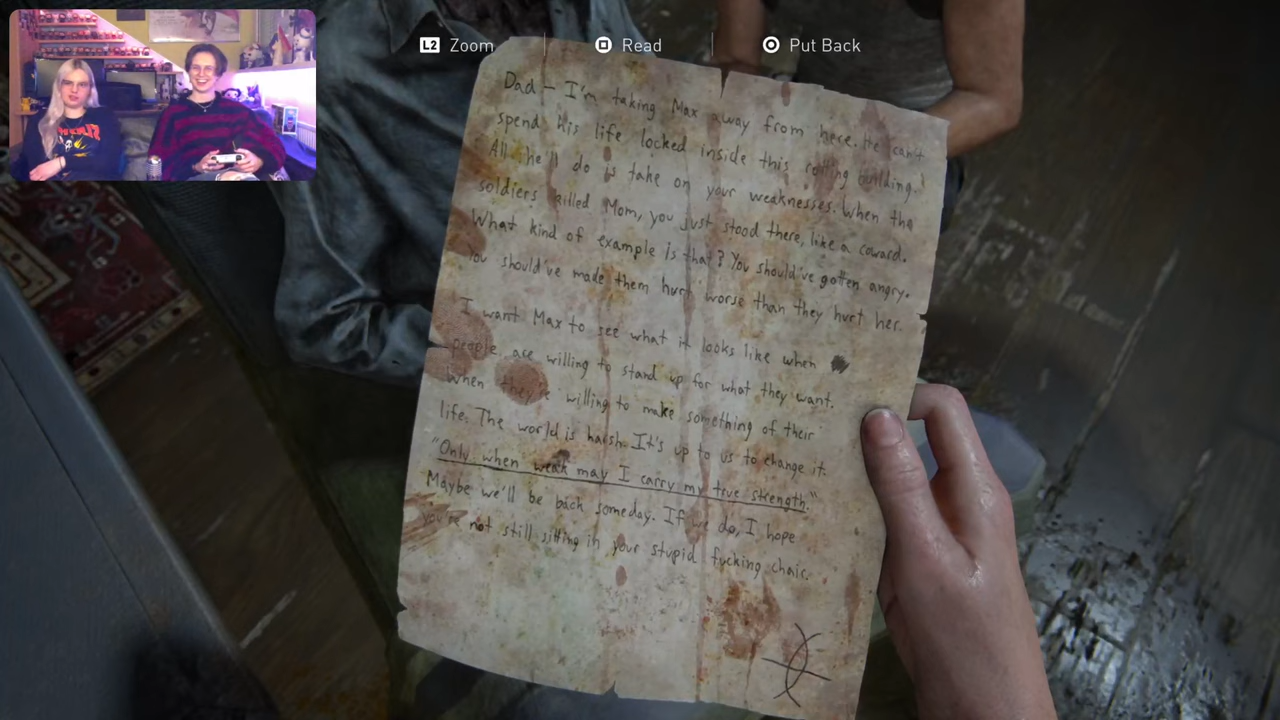 L2 Zoom
Read
Put Back
Dad — I'm taking Max away from here. He can't
spend his life locked inside this rotting building.
All he'll do is take on your weaknesses. When the
soldiers killed Mom, you just stood there, like a coward.
What kind of example is that? You should've gotten angry.
You should've made them hurt worse than they hurt her.
I want Max to see what it looks like when
people are willing to stand up for what they want.
When they're willing to make something of their
life. The world is harsh. It's up to us to change it.
"Only when weak may I carry my true strength."
Maybe we'll be back someday. If we do, I hope
you're not still sitting in your stupid fucking chair.